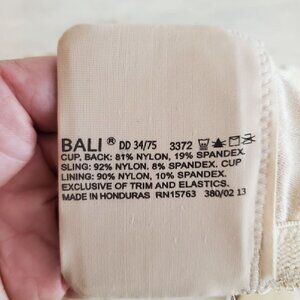 BALI® DD 34/75 3372
CUP, BACK: 81% NYLON, 19% SPANDEX.
SLING: 92% NYLON, 8% SPANDEX. CUP
LINING: 90% NYLON, 10% SPANDEX.
EXCLUSIVE OF TRIM AND ELASTICS.
MADE IN HONDURAS RN15763 380/02 13